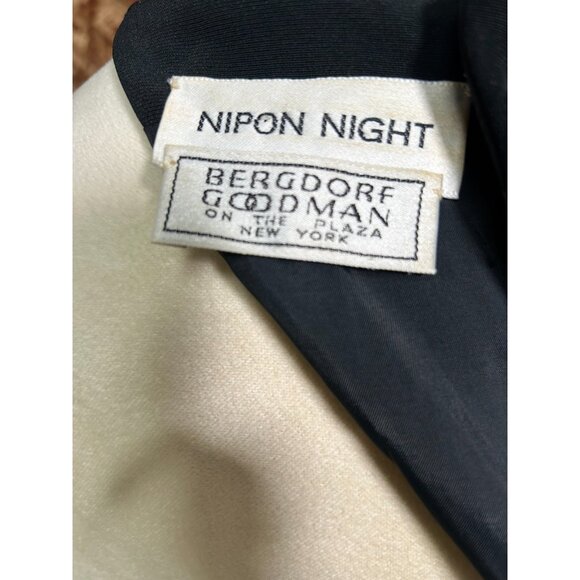 NIPON NIGHT
BERGDORF
GOODMAN
ON THE PLAZA
NEW YORK